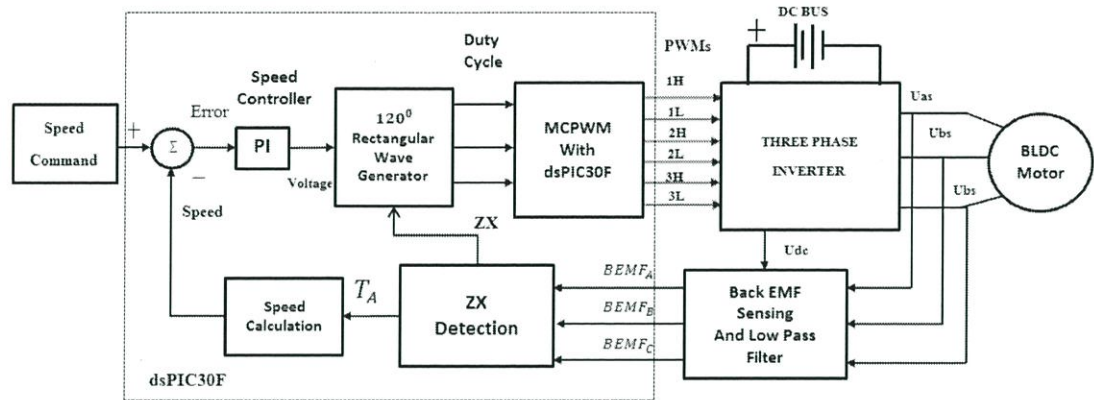 DC BUS
+
Duty
Cycle
PWMs
Speed
Controller
1H
1L
2H
2L
3H
3L
Uas
Ubs
Ubs
Speed
Command
+
Error
Σ
−
PI
Voltage
120⁰
Rectangular
Wave
Generator
MCPWM
With
dsPIC30F
THREE PHASE
INVERTER
BLDC
Motor
Speed
ZX
Udc
Speed
Calculation
T_A
ZX
Detection
BEMF_A
BEMF_B
BEMF_C
Back EMF
Sensing
And Low Pass
Filter
dsPIC30F